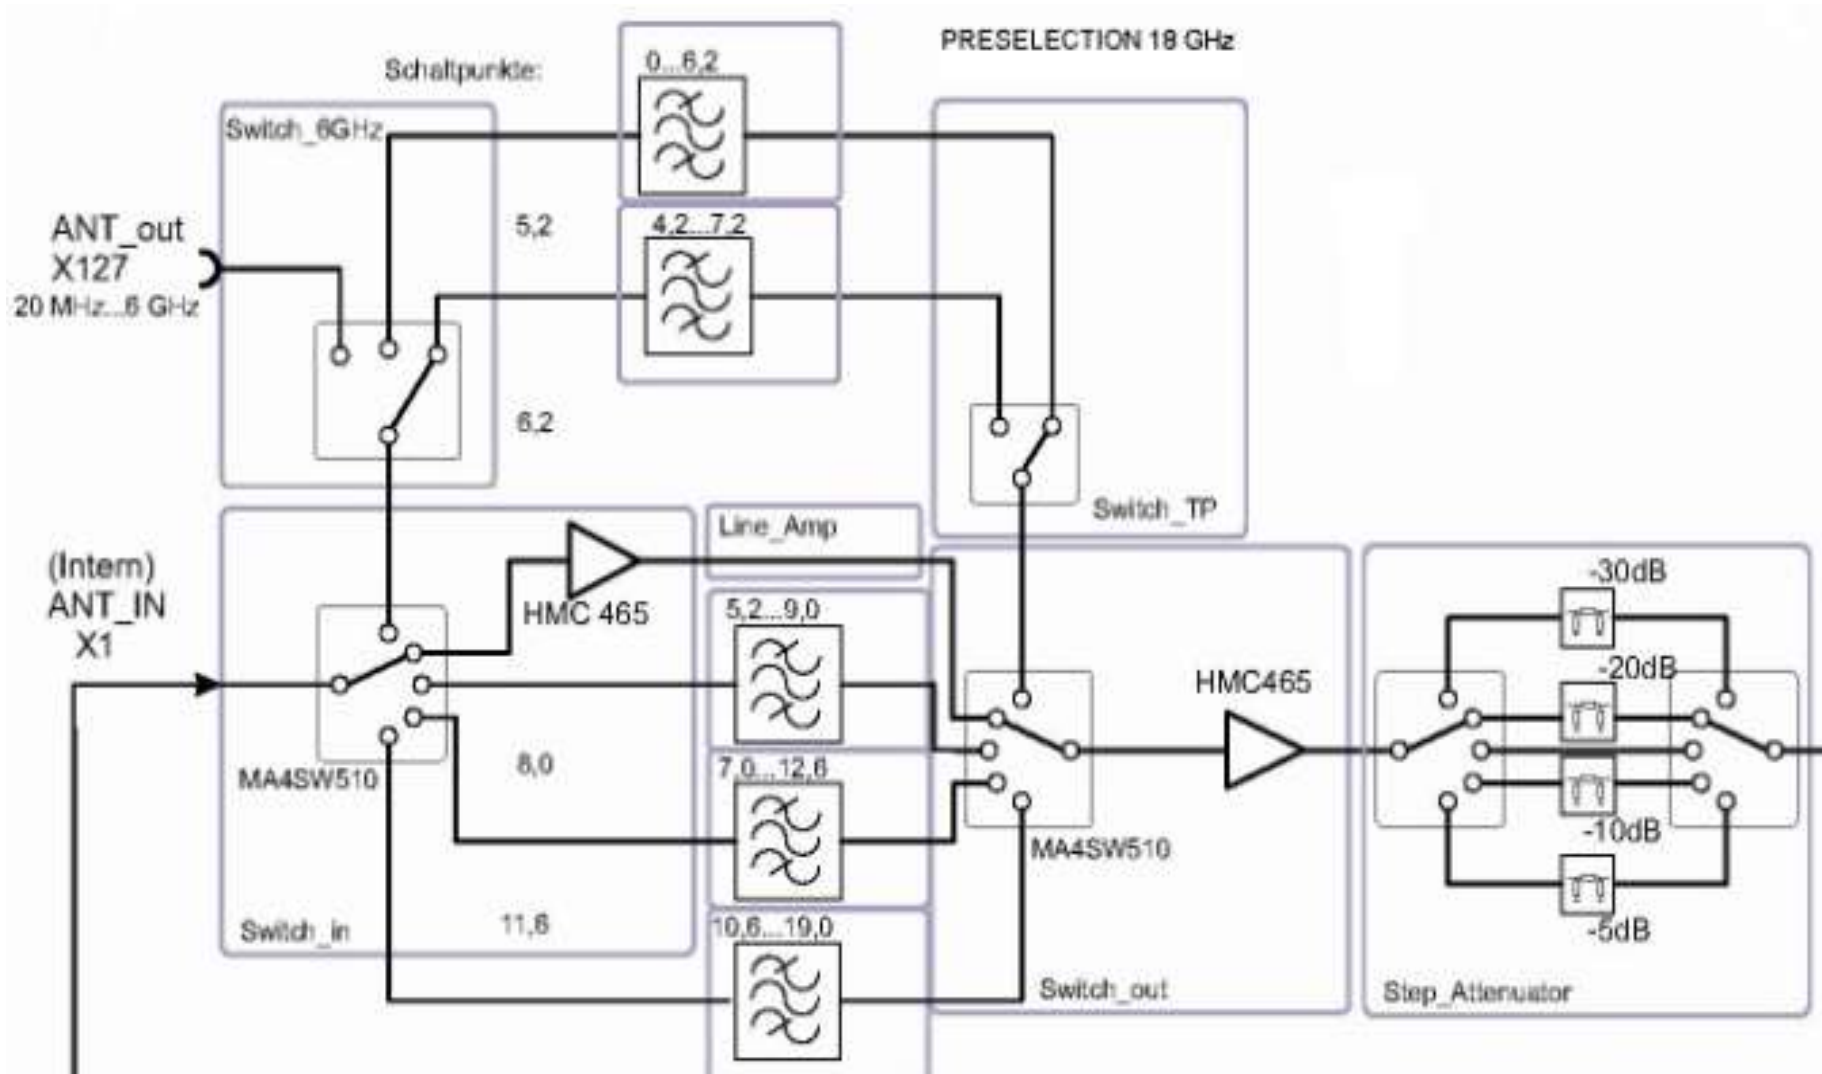 PRESELECTION 18 GHz
Schaltpunkte:
0...6,2
Switch_6GHz
ANT_out
X127
20 MHz...6 GHz
5,2
4,2...7,2
6,2
Switch_TP
(Intern)
ANT_IN
X1
Line_Amp
HMC 465
5,2...9,0
MA4SW510
8,0
7,0...12,6
11,6
Switch_in
10,6...19,0
HMC465
MA4SW510
Switch_out
-30dB
-20dB
-10dB
-5dB
Step_Attenuator